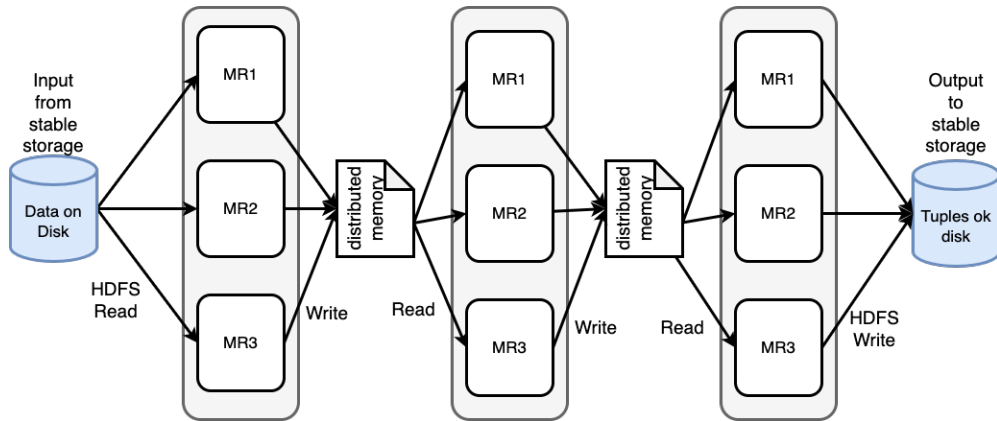 Input
from
stable
storage
Data on
Disk
HDFS
Read
MR1
MR2
MR3
Write
distributed
memory
Read
MR1
MR2
MR3
Write
distributed
memory
Read
MR1
MR2
MR3
HDFS
Write
Output
to
stable
storage
Tuples ok
disk